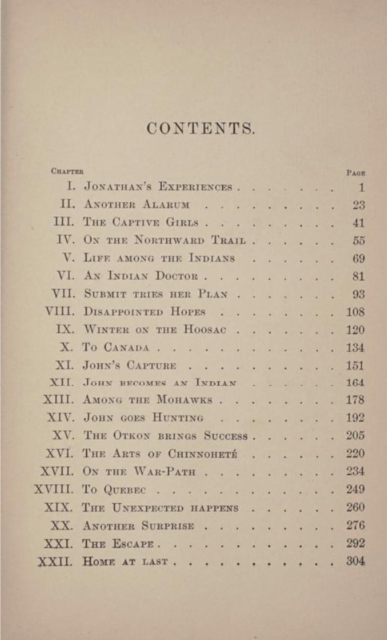 CONTENTS.
CHAPTER PAGE
I. JONATHAN'S EXPERIENCES . . . . . . . 1
II. ANOTHER ALARUM . . . . . . . . 23
III. THE CAPTIVE GIRLS . . . . . . . . 41
IV. ON THE NORTHWARD TRAIL . . . . . . 55
V. LIFE AMONG THE INDIANS . . . . . . 69
VI. AN INDIAN DOCTOR . . . . . . . . 81
VII. SUBMIT TRIES HER PLAN . . . . . . . 93
VIII. DISAPPOINTED HOPES . . . . . . . . 108
IX. WINTER ON THE HOOSAC . . . . . . . 120
X. TO CANADA . . . . . . . . . . . 134
XI. JOHN'S CAPTURE . . . . . . . . . 151
XII. JOHN BECOMES AN INDIAN . . . . . . 164
XIII. AMONG THE MOHAWKS . . . . . . . . 178
XIV. JOHN GOES HUNTING . . . . . . . . 192
XV. THE OTKON BRINGS SUCCESS . . . . . . 205
XVI. THE ARTS OF CHINNOHETÉ . . . . . . 220
XVII. ON THE WAR-PATH . . . . . . . . . 234
XVIII. TO QUEBEC . . . . . . . . . . . 249
XIX. THE UNEXPECTED HAPPENS . . . . . . 260
XX. ANOTHER SURPRISE . . . . . . . . 276
XXI. THE ESCAPE . . . . . . . . . . . 292
XXII. HOME AT LAST . . . . . . . . . . 304